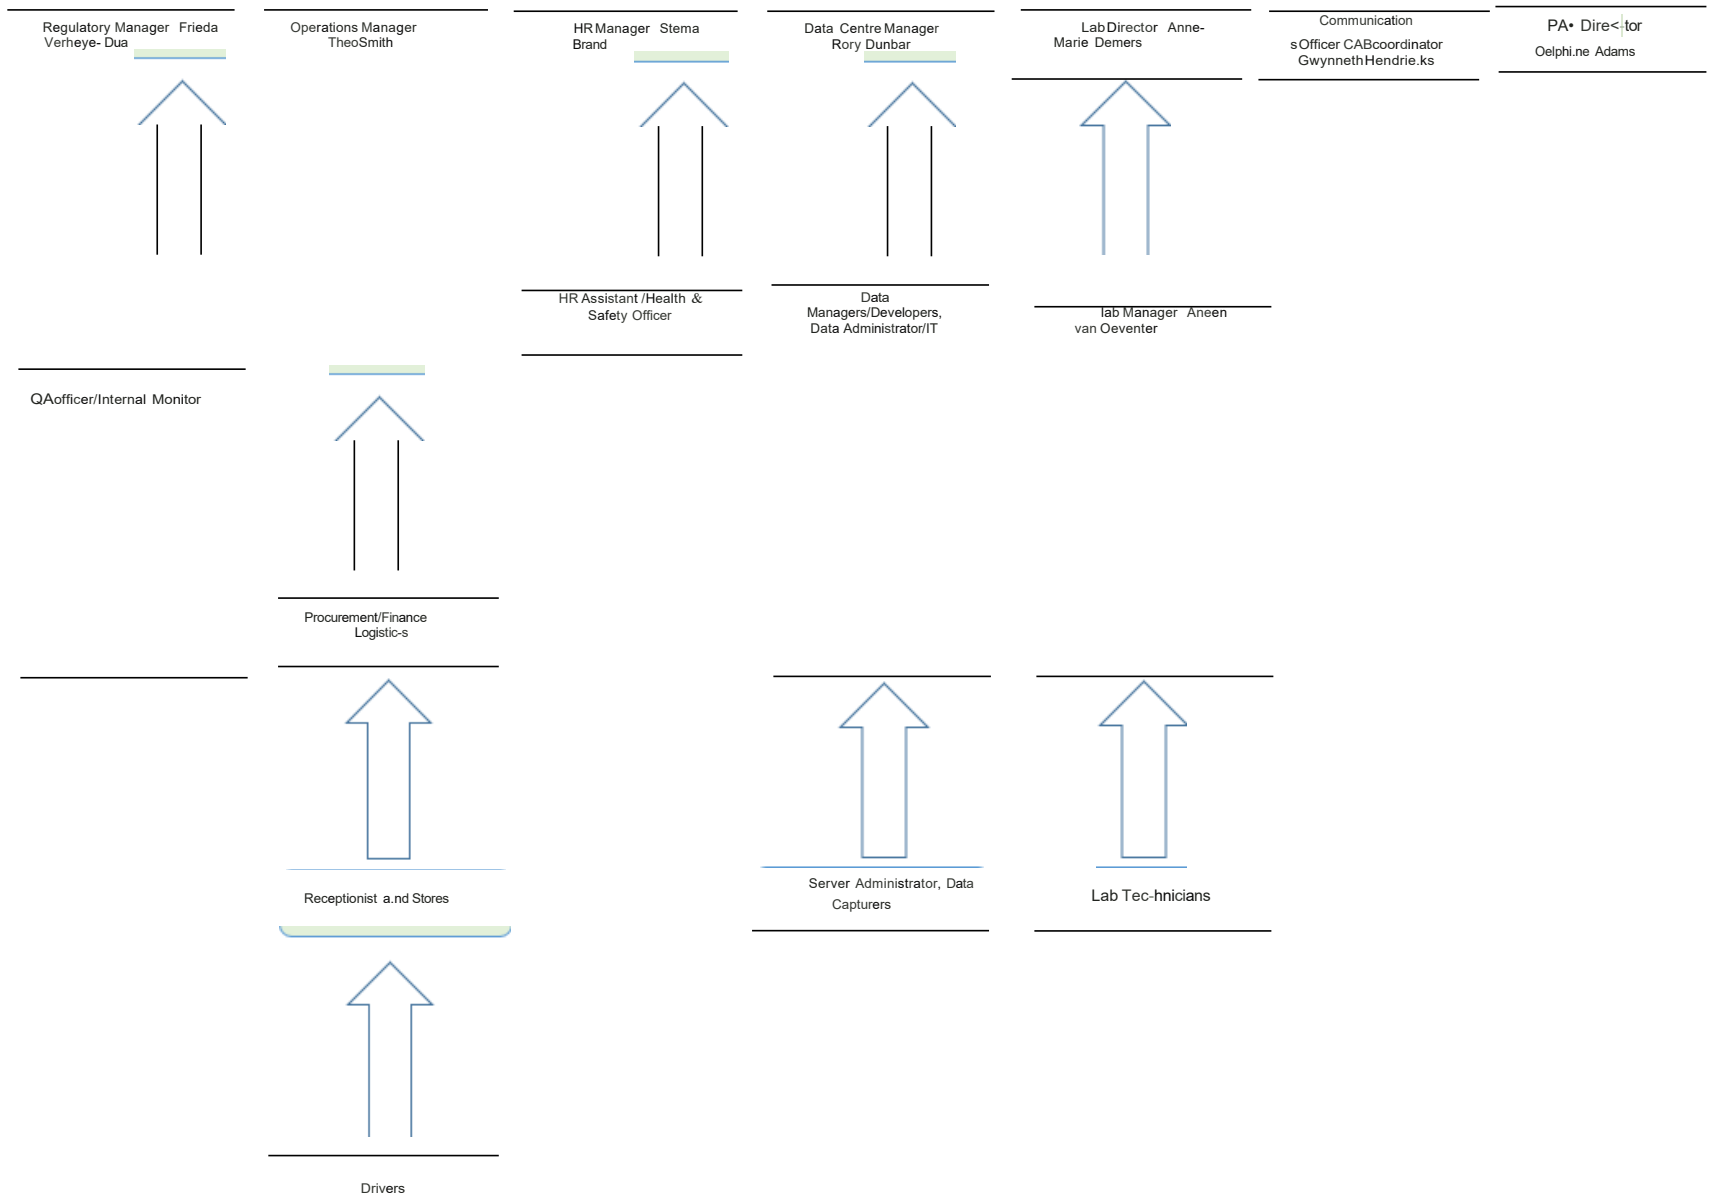 Regulatory Manager Frieda
Verheye- Dua
Operations Manager
TheoSmith
HR Manager Stema
Brand
Data Centre Manager
Rory Dunbar
Lab Director Anne-
Marie Demers
Communication
sOfficer CABcoordinator
GwynnethHendrie.ks
PA• Dire<-tor
Oelphi.ne Adams
HR Assistant /Health &
Safety Officer
Data
Managers/Developers,
Data Administrator/IT
lab Manager Aneen
van Oeventer
QAofficer/Internal Monitor
Procurement/Finance
Logistic-s
Receptionist a.nd Stores
Server Administrator, Data
Capturers
Lab Tec-hnicians
Drivers